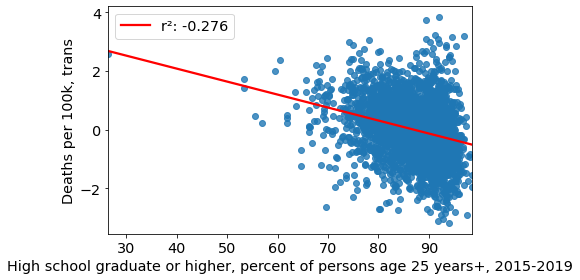 4
r²: -0.276
2
0
−2
Deaths per 100k, trans
30 40 50 60 70 80 90
High school graduate or higher, percent of persons age 25 years+, 2015-2019